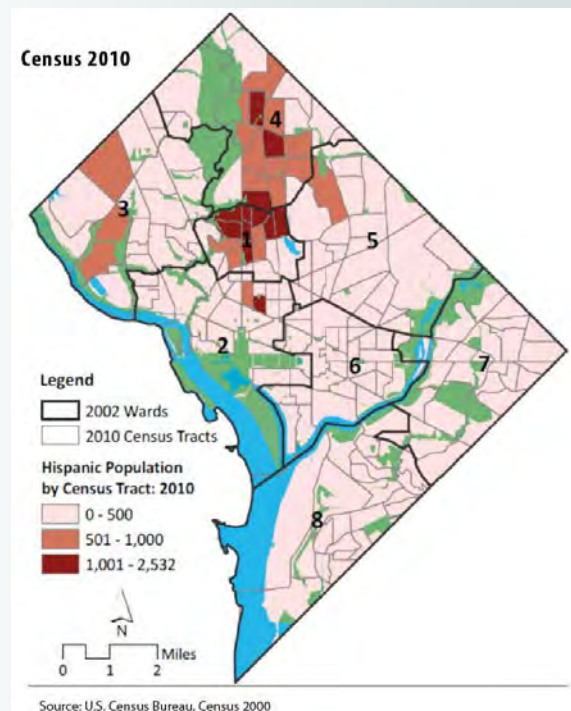 Census 2010
4
3
1
5
2
6
7
8
Legend
2002 Wards
2010 Census Tracts
Hispanic Population
by Census Tract: 2010
0 - 500
501 - 1,000
1,001 - 2,532
N
Miles
0 1 2
Source: U.S. Census Bureau, Census 2000